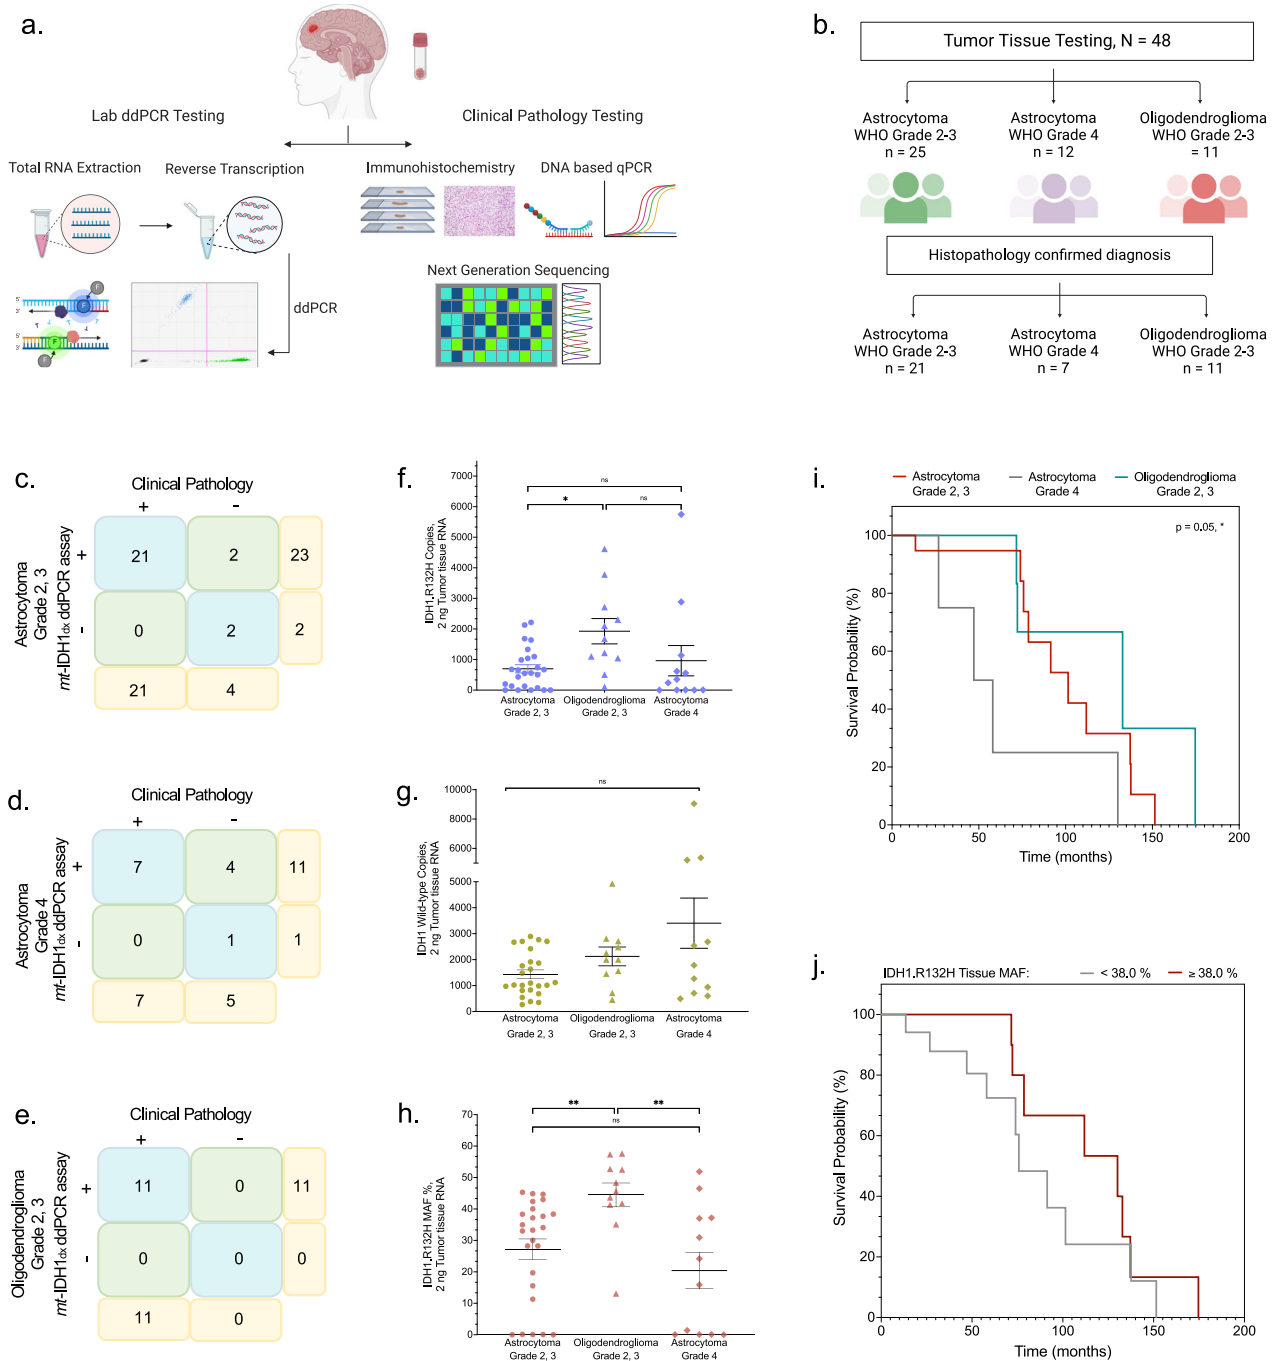 a.
Lab ddPCR Testing
Clinical Pathology Testing
Total RNA Extraction
Reverse Transcription
Immunohistochemistry
DNA based qPCR
Next Generation Sequencing
ddPCR
5'
3'
F
F
5'
b.
Tumor Tissue Testing, N = 48
Astrocytoma
WHO Grade 2-3
n = 25
Astrocytoma
WHO Grade 4
n = 12
Oligodendroglioma
WHO Grade 2-3
= 11
Histopathology confirmed diagnosis
Astrocytoma
WHO Grade 2-3
n = 21
Astrocytoma
WHO Grade 4
n = 7
Oligodendroglioma
WHO Grade 2-3
n = 11
c.
Clinical Pathology
+ -
Astrocytoma
Grade 2, 3
mt-IDH1dx ddPCR assay
+ 21 2 23
- 0 2 2
21 4
d.
Clinical Pathology
+ -
Astrocytoma
Grade 4
mt-IDH1dx ddPCR assay
+ 7 4 11
- 0 1 1
7 5
e.
Clinical Pathology
+ -
Oligodendroglioma
Grade 2, 3
mt-IDH1dx ddPCR assay
+ 11 0 11
- 0 0 0
11 0
f.
IDH1.R132H Copies,
2 ng Tumor tissue RNA
7000
6000
5000
4000
3000
2000
1000
0
ns
* ns
Astrocytoma
Grade 2, 3
Oligodendroglioma
Grade 2, 3
Astrocytoma
Grade 4
g.
IDH1 Wild-type Copies,
2 ng Tumor tissue RNA
10000
8000
6000
5000
4000
3000
2000
1000
0
ns
Astrocytoma
Grade 2, 3
Oligodendroglioma
Grade 2, 3
Astrocytoma
Grade 4
h.
IDH1.R132H MAF %,
2 ng Tumor tissue RNA
70
60
50
40
30
20
10
0
** **
ns
Astrocytoma
Grade 2, 3
Oligodendroglioma
Grade 2, 3
Astrocytoma
Grade 4
i.
Astrocytoma
Grade 2, 3
Astrocytoma
Grade 4
Oligodendroglioma
Grade 2, 3
p = 0.05, *
Survival Probability (%)
100
80
60
40
20
0
0 50 100 150 200
Time (months)
j.
IDH1.R132H Tissue MAF: < 38.0 % ≥ 38.0 %
Survival Probability (%)
100
80
60
40
20
0
0 50 100 150 200
Time (months)